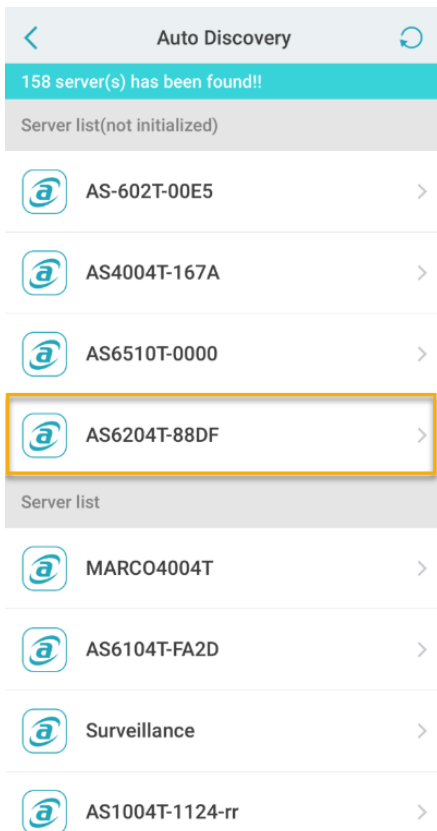 Auto Discovery
158 server(s) has been found!!
Server list(not initialized)
AS-602T-00E5
AS4004T-167A
AS6510T-0000
AS6204T-88DF
Server list
MARCO4004T
AS6104T-FA2D
Surveillance
AS1004T-1124-rr